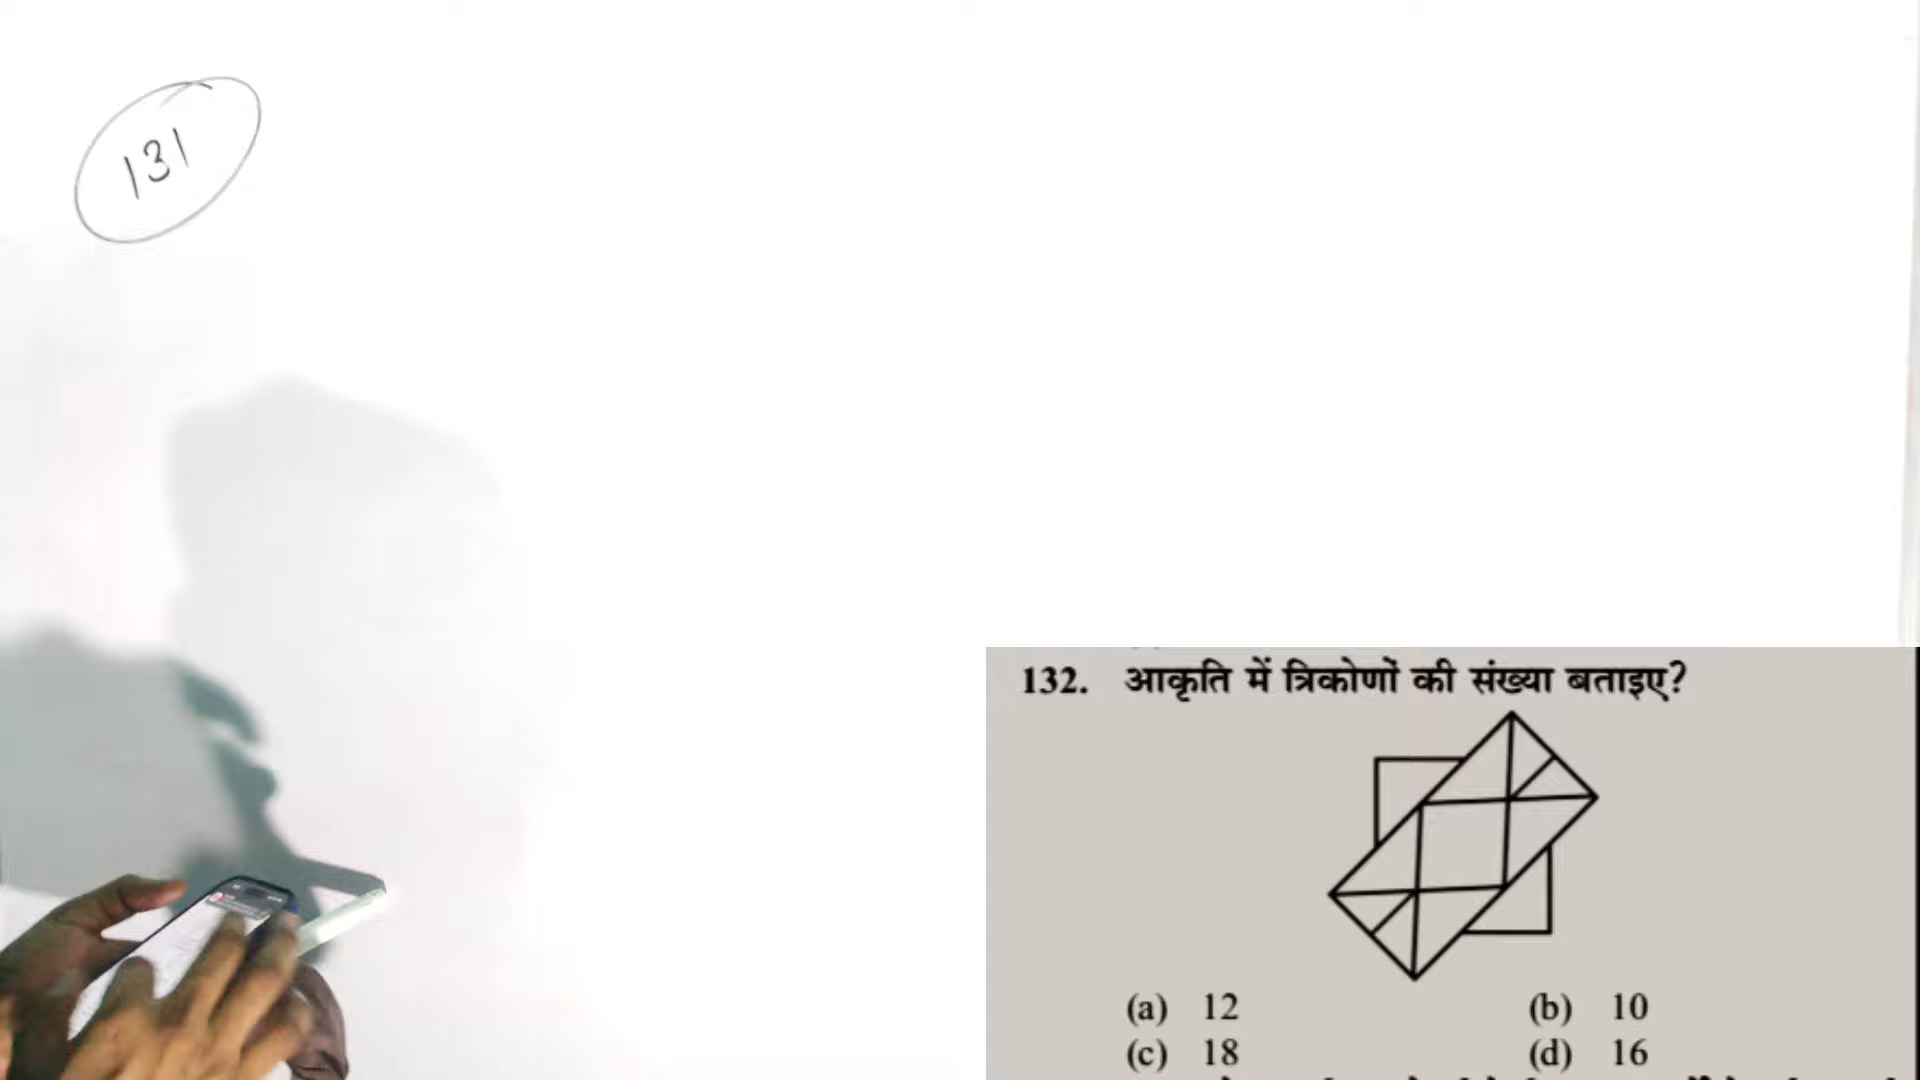 131
132. आकृति में त्रिकोणों की संख्या बताइए?
(a) 12 (b) 10
(c) 18 (d) 16